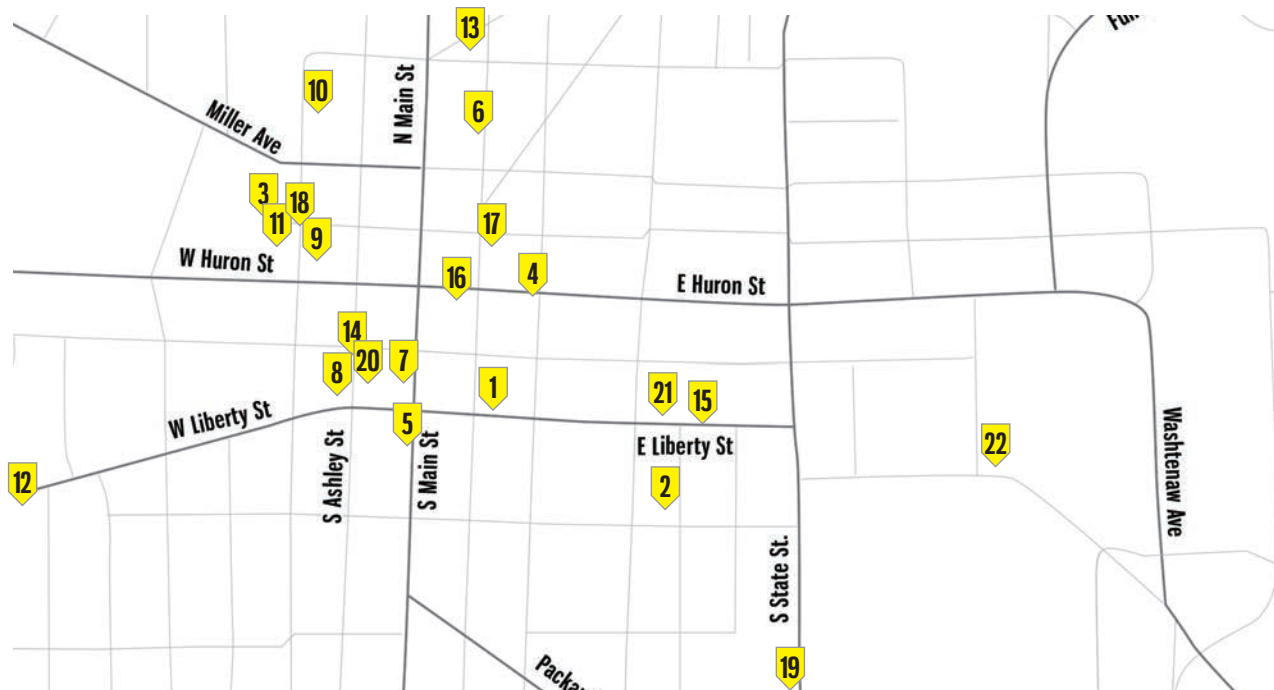 13
10
N Main St
6
Miller Ave
3
18
11
9
17
W Huron St
16
4
E Huron St
14
20
7
8
1
21
15
W Liberty St
5
E Liberty St
Washtenaw Ave
22
12
S Ashley St
S Main St
2
S State St.
19